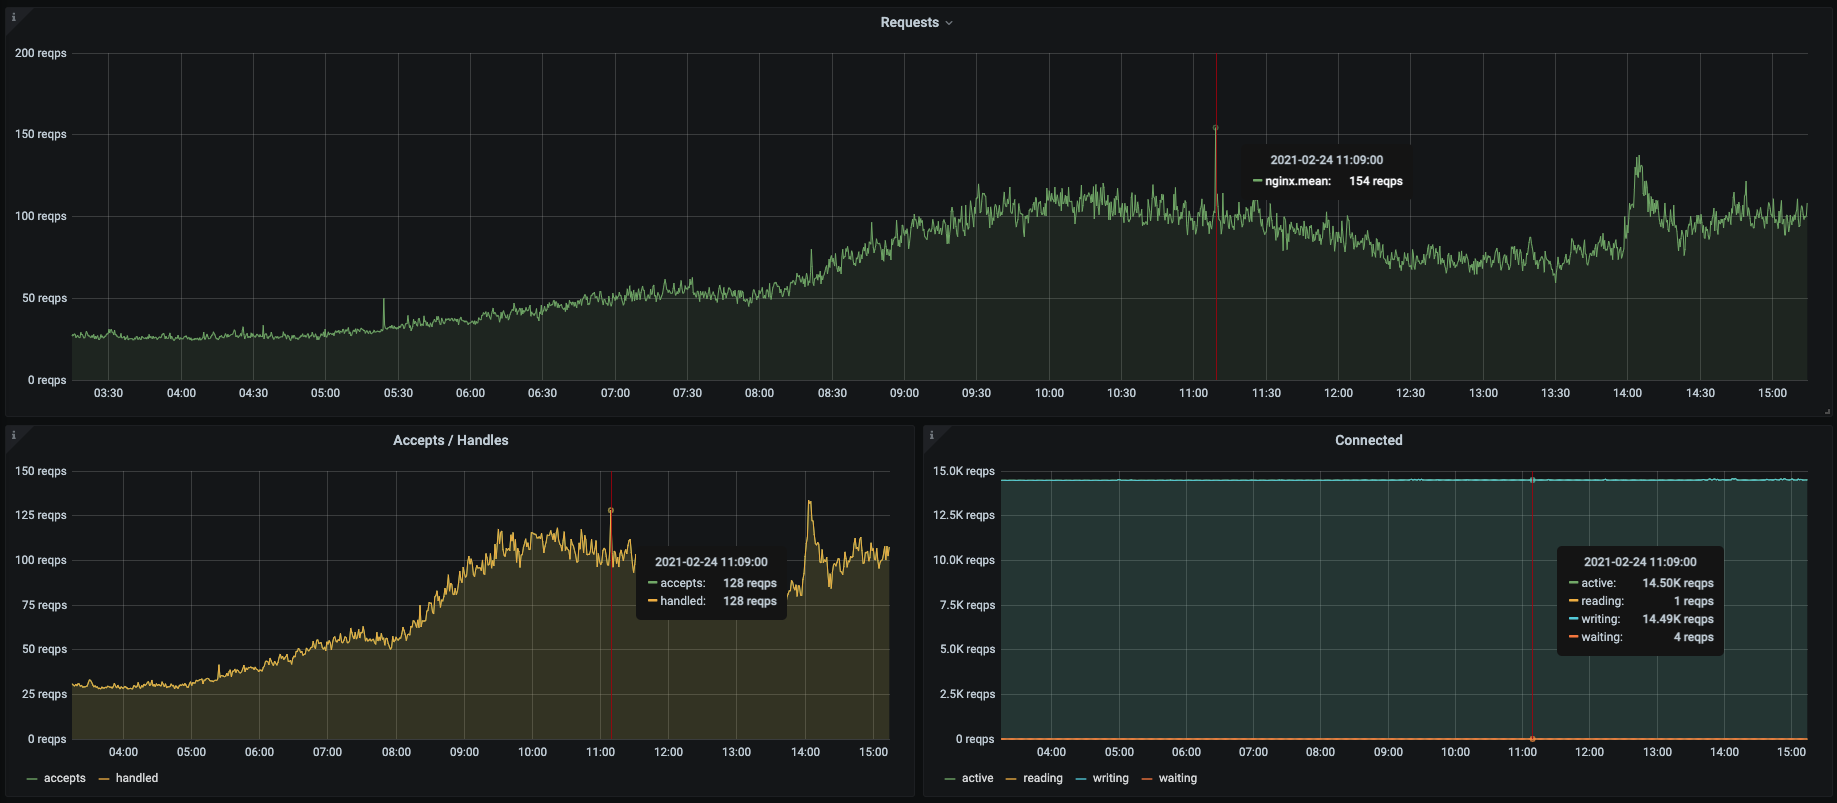 Requests
200 reqps
150 reqps
100 reqps
50 reqps
0 reqps
2021-02-24 11:09:00
nginx.mean: 154 reqps
03:30 04:00 04:30 05:00 05:30 06:00 06:30 07:00 07:30 08:00 08:30 09:00 09:30 10:00 10:30 11:00 11:30 12:00 12:30 13:00 13:30 14:00 14:30 15:00
Accepts / Handles
150 reqps
125 reqps
100 reqps
75 reqps
50 reqps
25 reqps
0 reqps
2021-02-24 11:09:00
accepts: 128 reqps
handled: 128 reqps
04:00 05:00 06:00 07:00 08:00 09:00 10:00 11:00 12:00 13:00 14:00 15:00
accepts handled
Connected
15.0K reqps
12.5K reqps
10.0K reqps
7.5K reqps
5.0K reqps
2.5K reqps
0 reqps
2021-02-24 11:09:00
active: 14.50K reqps
reading: 1 reqps
writing: 14.49K reqps
waiting: 4 reqps
04:00 05:00 06:00 07:00 08:00 09:00 10:00 11:00 12:00 13:00 14:00 15:00
active reading writing waiting